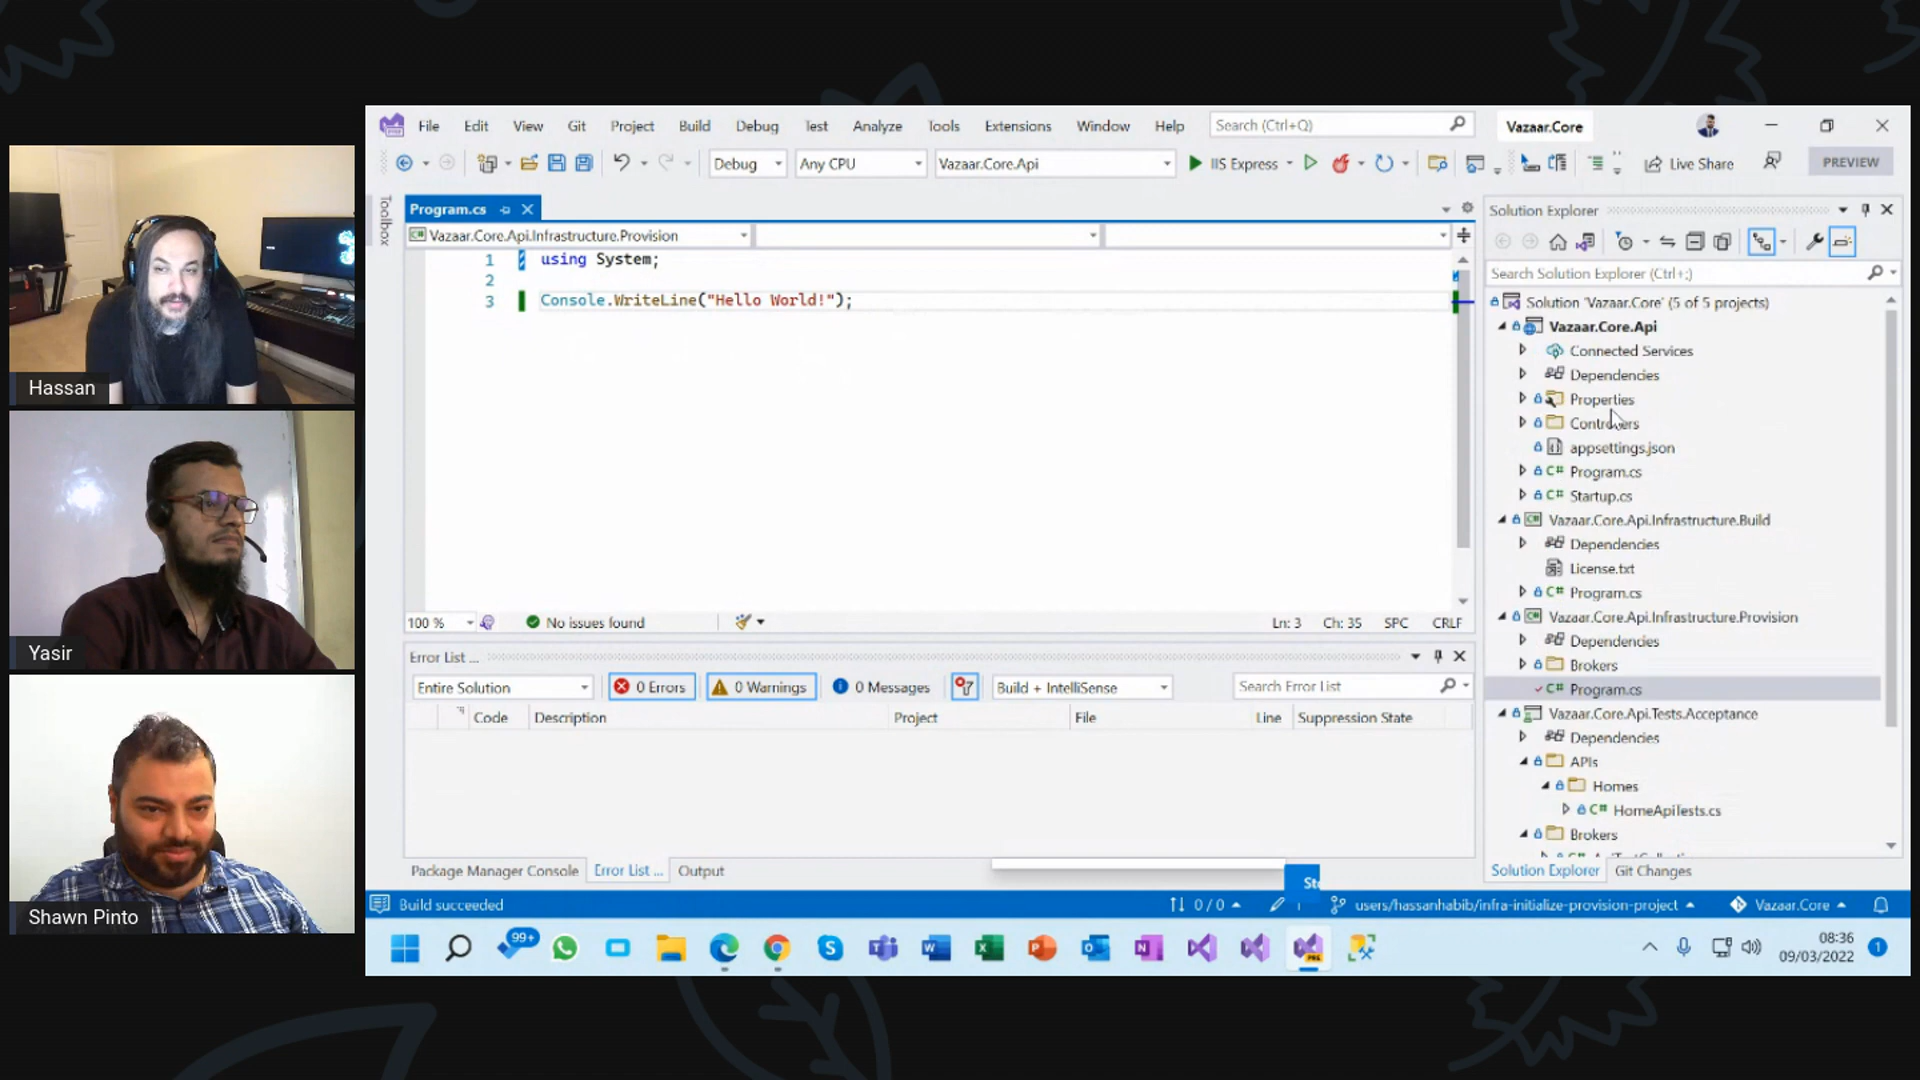 Hassan
Yasir
Shawn Pinto
File Edit View Git Project Build Debug Test Analyze Tools Extensions Window Help Search (Ctrl+Q) Vazaar.Core
Debug Any CPU Vazaar.Core.Api IIS Express Live Share PREVIEW
Toolbox
Program.cs
Vazaar.Core.Api.Infrastructure.Provision
1 using System;
2
3 Console.WriteLine("Hello World!");
100 % No issues found Ln: 3 Ch: 35 SPC CRLF
Error List ...
Entire Solution 0 Errors 0 Warnings 0 Messages Build + IntelliSense Search Error List
Code Description Project File Line Suppression State
Package Manager Console Error List ... Output
Solution Explorer
Search Solution Explorer (Ctrl+;)
Solution 'Vazaar.Core' (5 of 5 projects)
Vazaar.Core.Api
Connected Services
Dependencies
Properties
Controllers
appsettings.json
C# Program.cs
C# Startup.cs
C# Vazaar.Core.Api.Infrastructure.Build
Dependencies
License.txt
C# Program.cs
C# Vazaar.Core.Api.Infrastructure.Provision
Dependencies
Brokers
C# Program.cs
Vazaar.Core.Api.Tests.Acceptance
Dependencies
APIs
Homes
C# HomeApiTests.cs
Brokers
Solution Explorer Git Changes
Build succeeded 0 / 0 1 users/hassanhabib/infra-initialize-provision-project Vazaar.Core
99+
08:36
09/03/2022
1